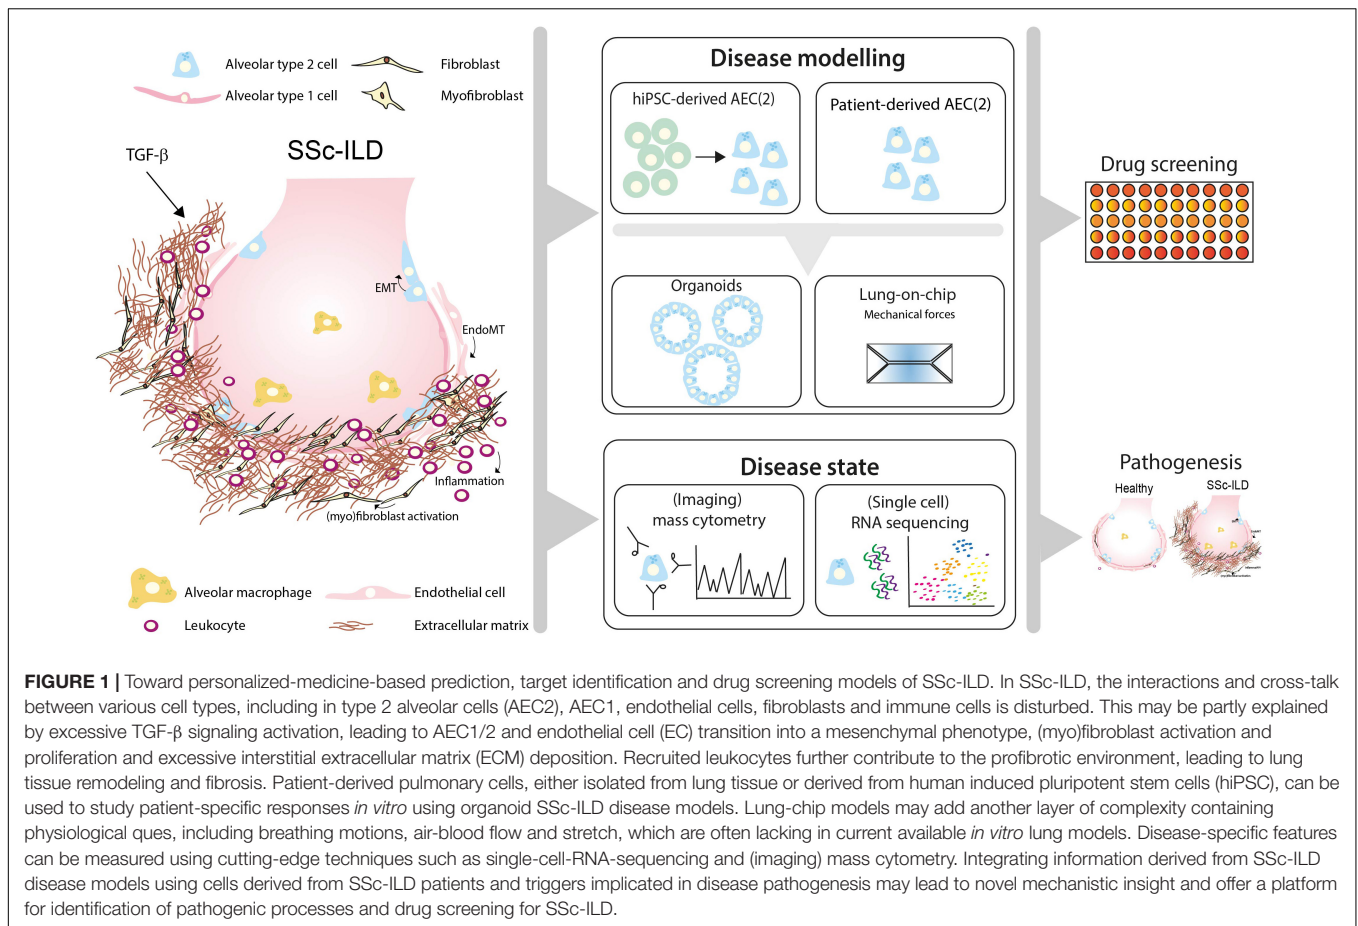 Alveolar type 2 cell
Fibroblast
Alveolar type 1 cell
Myofibroblast
TGF-β
SSc-ILD
EMT
EndoMT
Inflammation
(myo)fibroblast activation
Alveolar macrophage
Endothelial cell
Leukocyte
Extracellular matrix
Disease modelling
hiPSC-derived AEC(2)
Patient-derived AEC(2)
Organoids
Lung-on-chip
Mechanical forces
Disease state
(Imaging)
mass cytometry
(Single cell)
RNA sequencing
Drug screening
Pathogenesis
Healthy
SSc-ILD
FIGURE 1 | Toward personalized-medicine-based prediction, target identification and drug screening models of SSc-ILD. In SSc-ILD, the interactions and cross-talk
between various cell types, including in type 2 alveolar cells (AEC2), AEC1, endothelial cells, fibroblasts and immune cells is disturbed. This may be partly explained
by excessive TGF-β signaling activation, leading to AEC1/2 and endothelial cell (EC) transition into a mesenchymal phenotype, (myo)fibroblast activation and
proliferation and excessive interstitial extracellular matrix (ECM) deposition. Recruited leukocytes further contribute to the profibrotic environment, leading to lung
tissue remodeling and fibrosis. Patient-derived pulmonary cells, either isolated from lung tissue or derived from human induced pluripotent stem cells (hiPSC), can be
used to study patient-specific responses in vitro using organoid SSc-ILD disease models. Lung-chip models may add another layer of complexity containing
physiological ques, including breathing motions, air-blood flow and stretch, which are often lacking in current available in vitro lung models. Disease-specific features
can be measured using cutting-edge techniques such as single-cell-RNA-sequencing and (imaging) mass cytometry. Integrating information derived from SSc-ILD
disease models using cells derived from SSc-ILD patients and triggers implicated in disease pathogenesis may lead to novel mechanistic insight and offer a platform
for identification of pathogenic processes and drug screening for SSc-ILD.